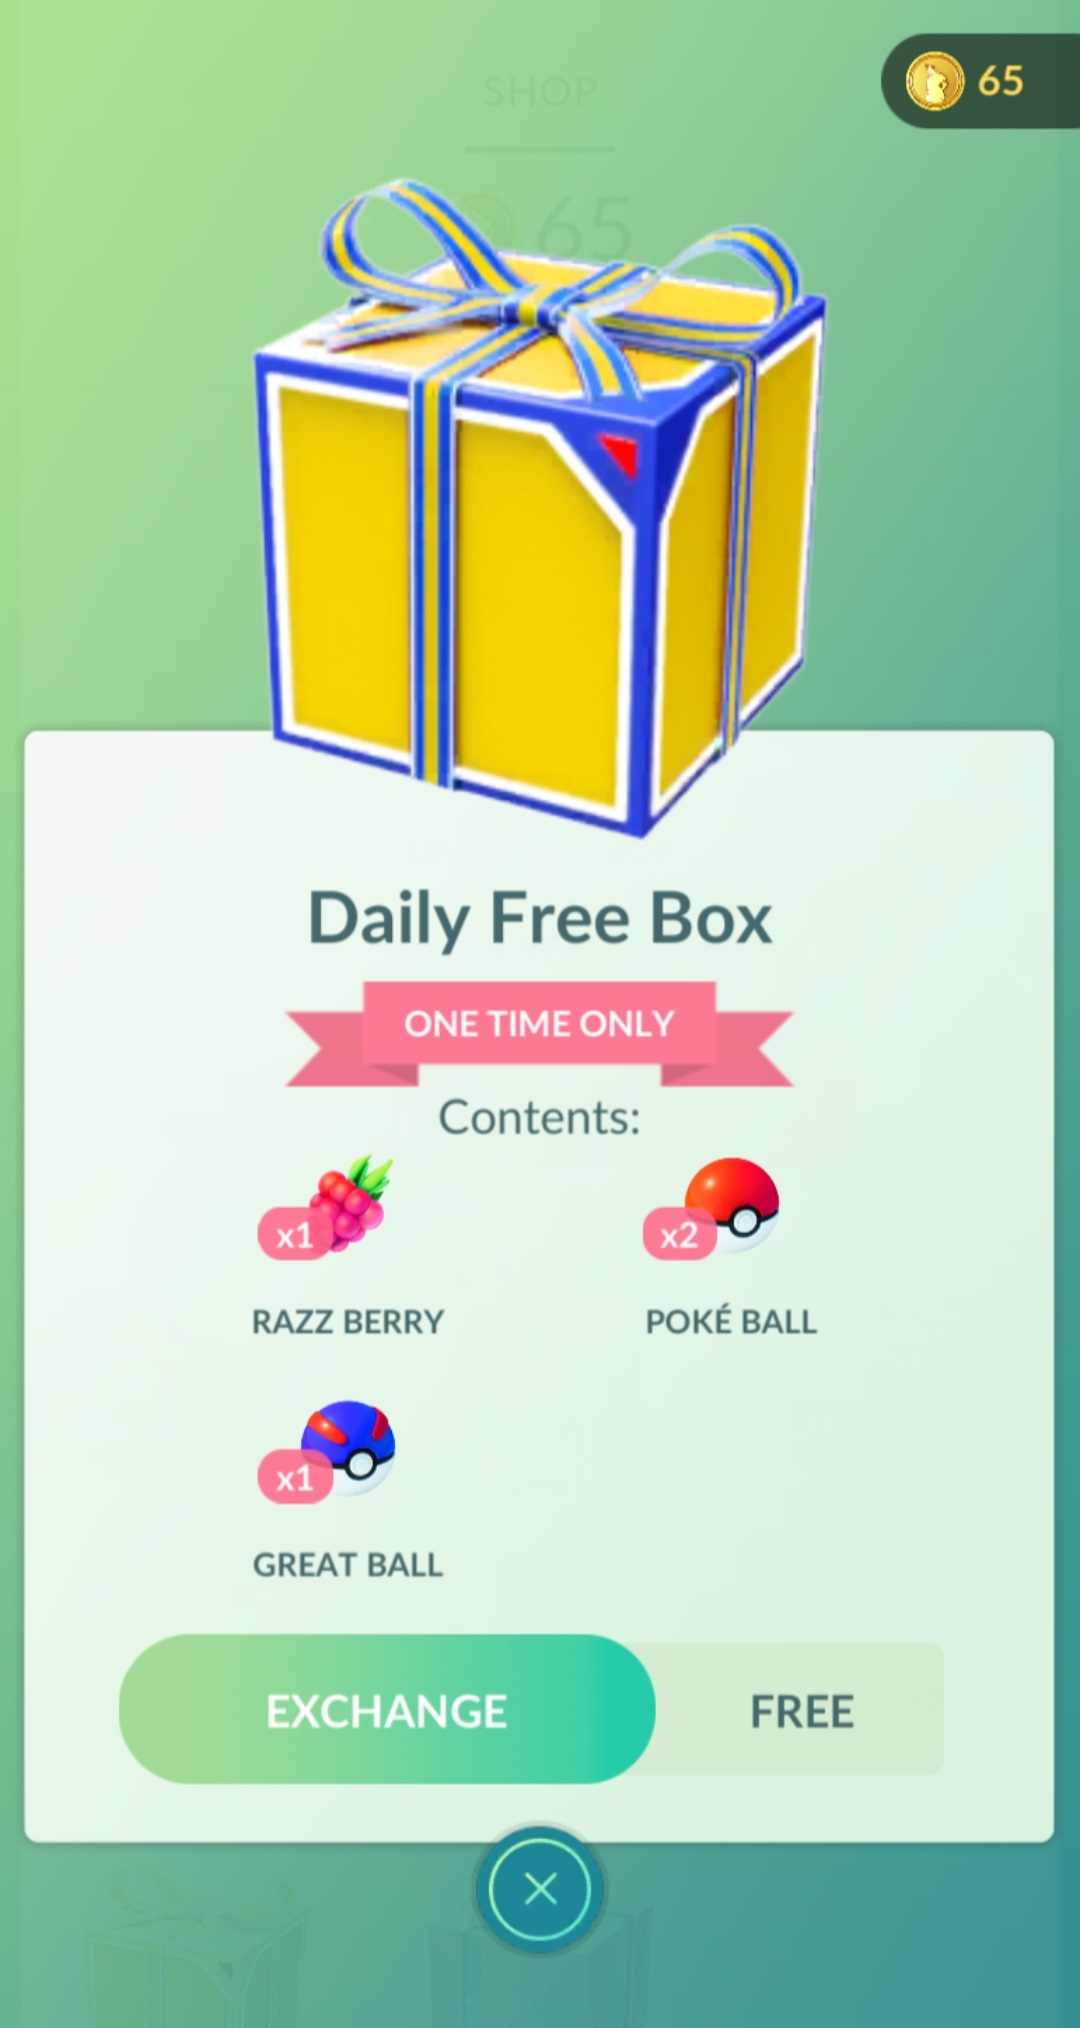 65
SHOP
65
Daily Free Box
ONE TIME ONLY
Contents:
x1
x2
RAZZ BERRY
POKÉ BALL
x1
GREAT BALL
EXCHANGE
FREE